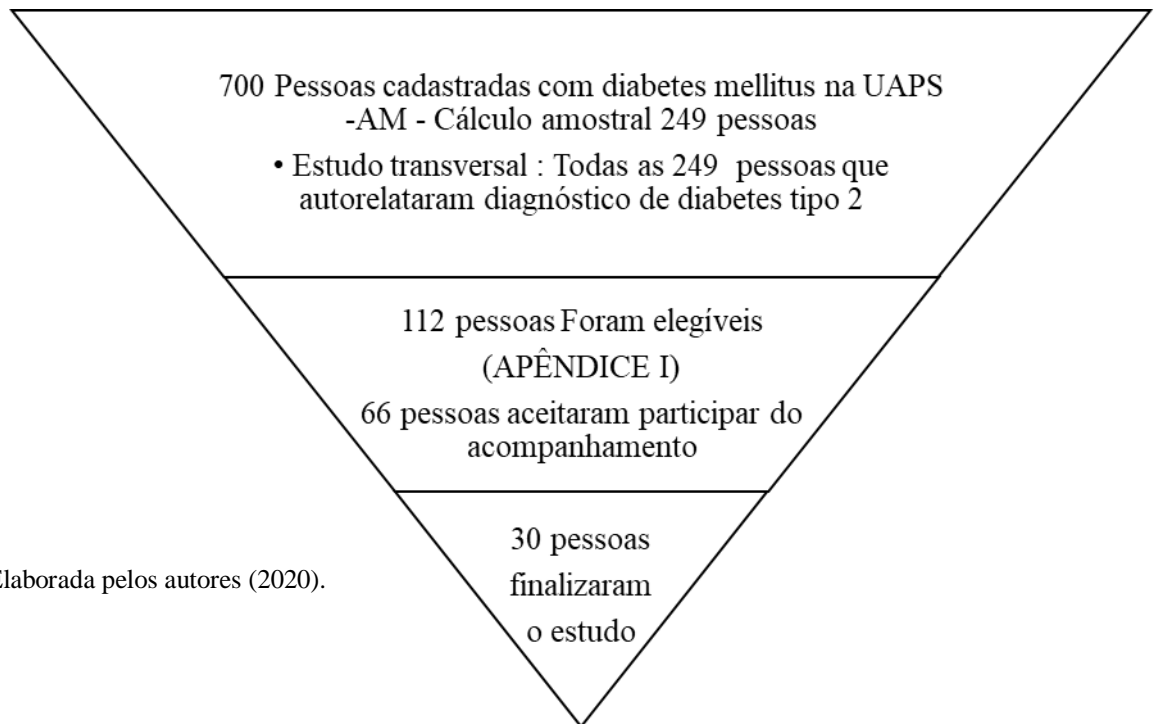 700 Pessoas cadastradas com diabetes mellitus na UAPS
-AM - Cálculo amostral 249 pessoas
• Estudo transversal : Todas as 249 pessoas que
autorelataram diagnóstico de diabetes tipo 2
112 pessoas Foram elegíveis
(APÊNDICE I)
66 pessoas aceitaram participar do
acompanhamento
30 pessoas
finalizaram
o estudo
Elaborada pelos autores (2020).